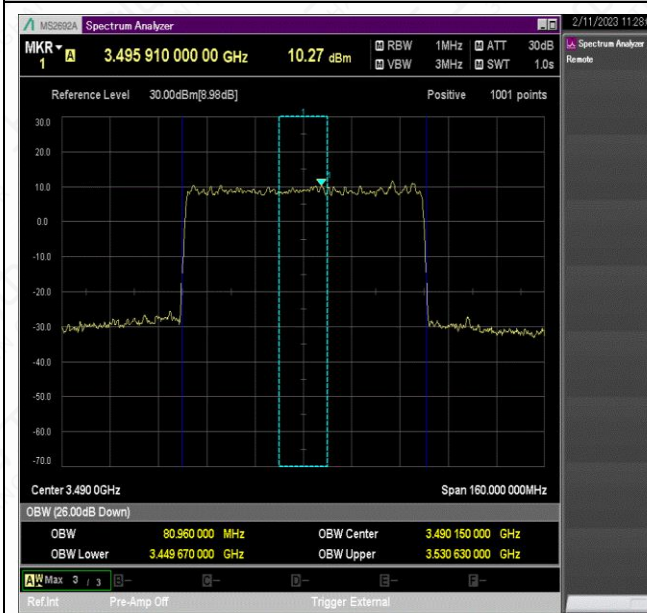 MS2692A Spectrum Analyzer
2/11/2023 11:28:
MKR 1 A 3.495 910 000 00 GHz 10.27 dBm
RBW 1MHz ATT 30dB
VBW 3MHz SWT 1.0s
Spectrum Analyzer
Remote
Reference Level 30.00dBm[8.98dB] Positive 1001 points
30.0
20.0
10.0
0.0
-10.0
-20.0
-30.0
-40.0
-50.0
-60.0
-70.0
1
Center 3.490 0GHz Span 160.000 000MHz
OBW (26.00dB Down)
OBW 80.960 000 MHz OBW Center 3.490 150 000 GHz
OBW Lower 3.449 670 000 GHz OBW Upper 3.530 630 000 GHz
A W Max 3 / 3 B- C- D- E- F-
Ref.Int Pre-Amp Off Trigger External